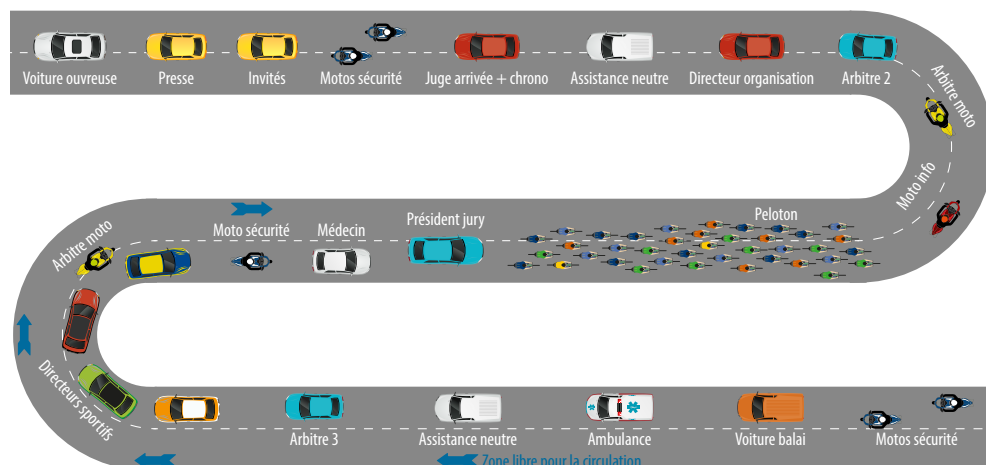 Voiture ouvreuse
Presse
Invités
Motos sécurité
Juge arrivée + chrono
Assistance neutre
Directeur organisation
Arbitre 2
Arbitre moto
Moto info
Peloton
Président jury
Médecin
Moto sécurité
Arbitre moto
Directeurs sportifs
Arbitre 3
Assistance neutre
Ambulance
Voiture balai
Motos sécurité
Zone libre pour la circulation